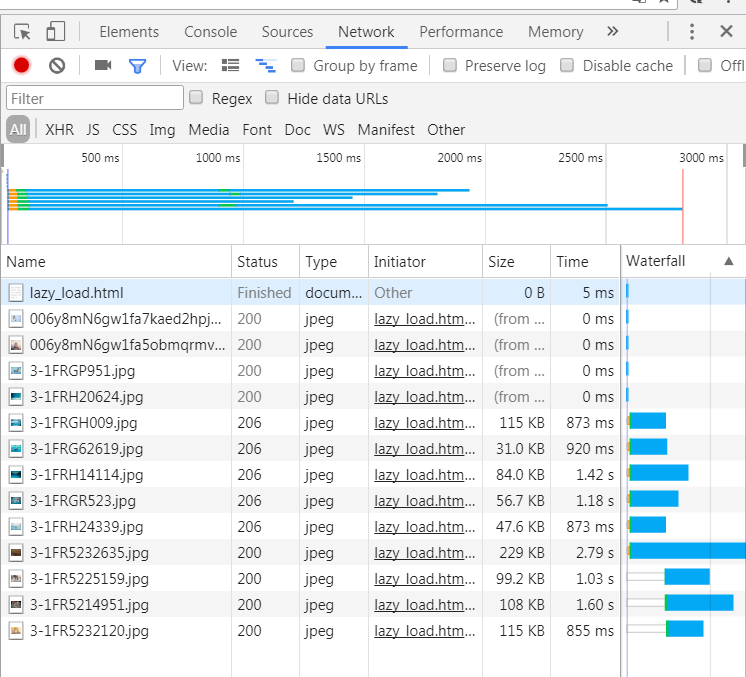 Elements Console Sources Network Performance Memory »
View: Group by frame Preserve log Disable cache Offl
Filter Regex Hide data URLs
All XHR JS CSS Img Media Font Doc WS Manifest Other
500 ms 1000 ms 1500 ms 2000 ms 2500 ms 3000 ms
Name Status Type Initiator Size Time Waterfall ▲
lazy_load.html Finished docum... Other 0 B 5 ms
006y8mN6gw1fa7kaed2hpj... 200 jpeg lazy_load.htm... (from ... 0 ms
006y8mN6gw1fa5obmqrmv... 200 jpeg lazy_load.htm... (from ... 0 ms
3-1FRGP951.jpg 200 jpeg lazy_load.htm... (from ... 0 ms
3-1FRH20624.jpg 200 jpeg lazy_load.htm... (from ... 0 ms
3-1FRGH009.jpg 206 jpeg lazy_load.htm... 115 KB 873 ms
3-1FRG62619.jpg 206 jpeg lazy_load.htm... 31.0 KB 920 ms
3-1FRH14114.jpg 206 jpeg lazy_load.htm... 84.0 KB 1.42 s
3-1FRGR523.jpg 206 jpeg lazy_load.htm... 56.7 KB 1.18 s
3-1FRH24339.jpg 206 jpeg lazy_load.htm... 47.6 KB 873 ms
3-1FR5232635.jpg 200 jpeg lazy_load.htm... 229 KB 2.79 s
3-1FR5225159.jpg 200 jpeg lazy_load.htm... 99.2 KB 1.03 s
3-1FR5214951.jpg 200 jpeg lazy_load.htm... 108 KB 1.60 s
3-1FR5232120.jpg 200 jpeg lazy_load.htm... 115 KB 855 ms